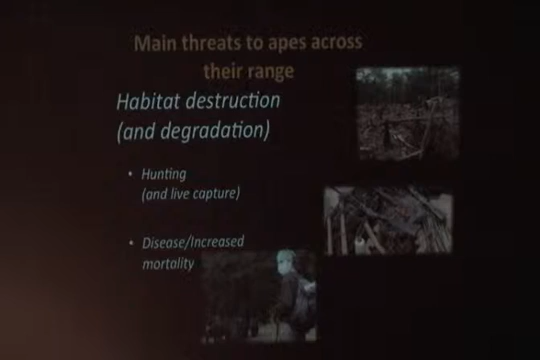 Main threats to apes across
their range
Habitat destruction
(and degradation)
• Hunting
(and live capture)
• Disease/Increased
mortality